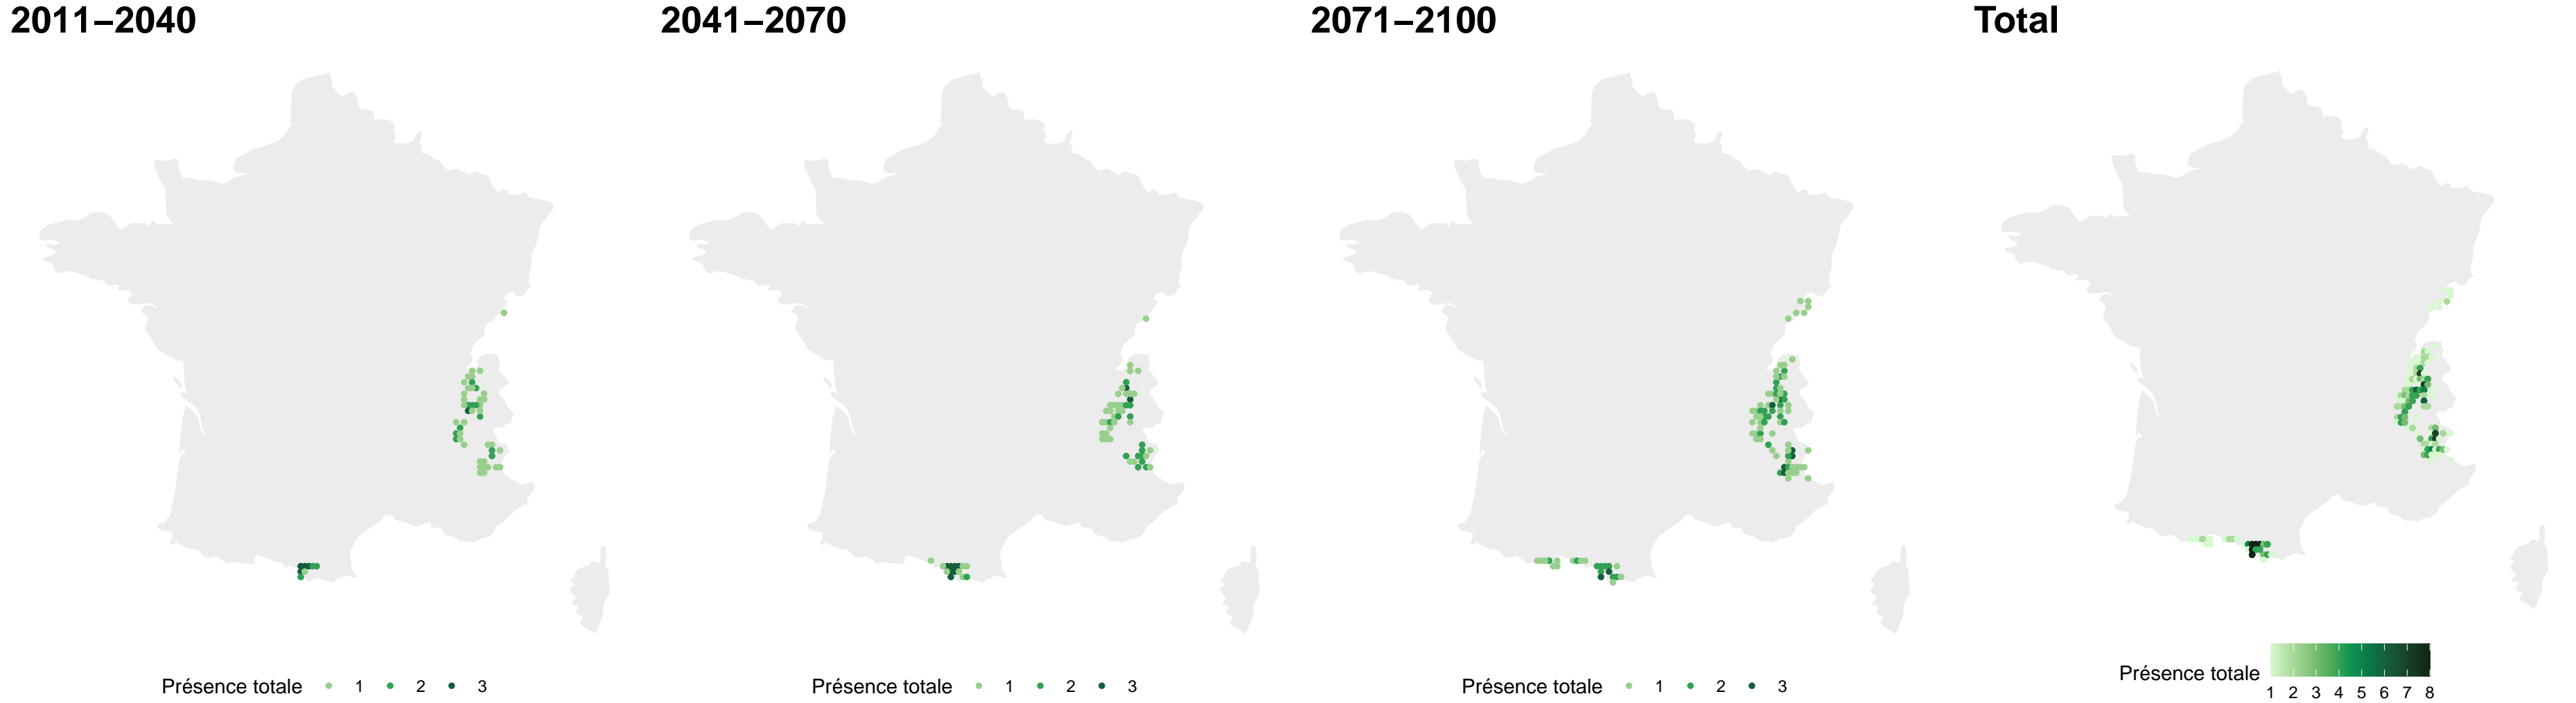 2011–2040
2041–2070
2071–2100
Total
Présence totale 1 2 3
Présence totale 1 2 3
Présence totale 1 2 3
Présence totale
1 2 3 4 5 6 7 8